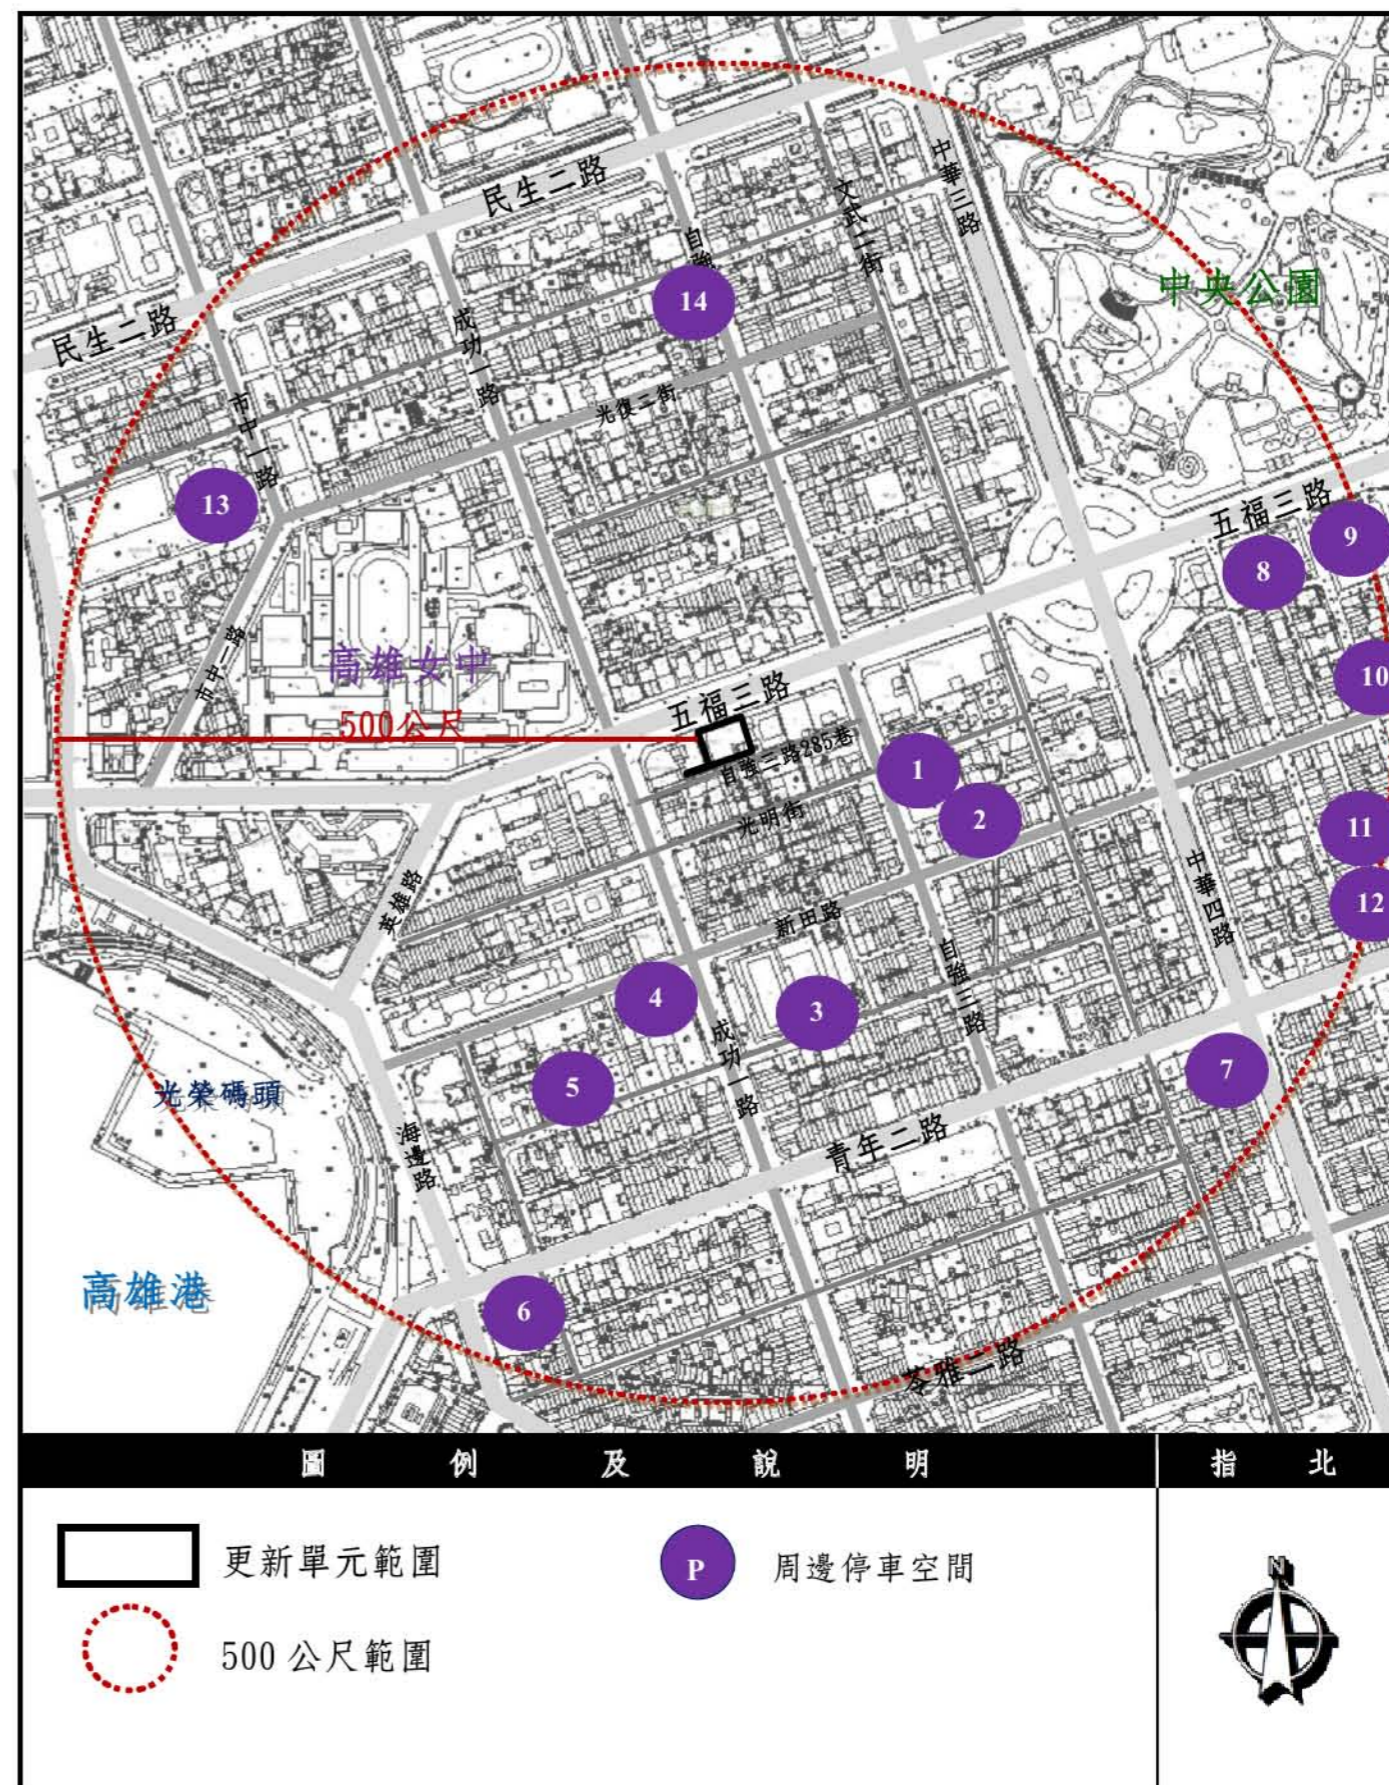 民生二路
中華三路
文武二街
自強
14
中央公園
民生二路
成功一路
光復二街
市中一路
13
五福三路
9
8
高雄女中
市中一路
10
五福三路
500公尺
自強三路285巷
1
2
光明街
11
中華四路
12
英雄路
新田路
自強三路
4
3
成功一路
7
5
光榮碼頭
海邊路
青年二路
高雄港
6
苓雅二路
圖例及說明
指北
更新單元範圍
P
周邊停車空間
500公尺範圍
N